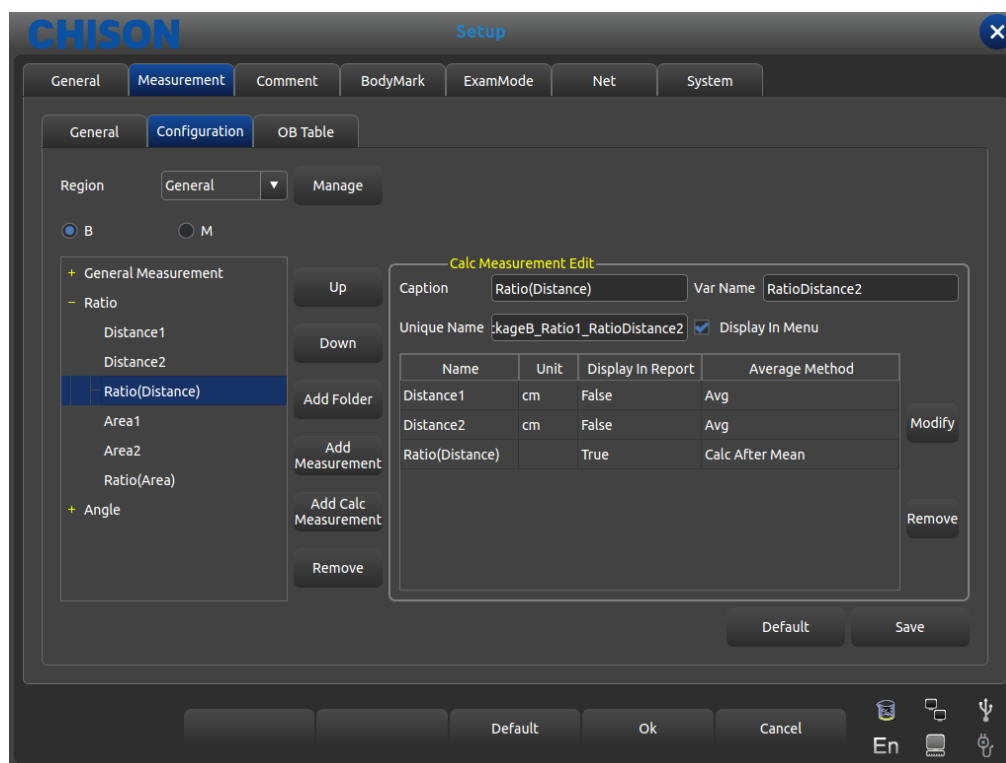 CHISON
Setup
General Measurement Comment BodyMark ExamMode Net System
General Configuration OB Table
Region General Manage
B M
+ General Measurement
- Ratio
Distance1
Distance2
Ratio(Distance)
Area1
Area2
Ratio(Area)
+ Angle
Up
Down
Add Folder
Add
Measurement
Add Calc
Measurement
Remove
Calc Measurement Edit
Caption Ratio(Distance) Var Name RatioDistance2
Unique Name :kageB_Ratio1_RatioDistance2 Display In Menu
Name Unit Display In Report Average Method
Distance1 cm False Avg
Distance2 cm False Avg
Ratio(Distance) True Calc After Mean
Modify
Remove
Default Save
Default Ok Cancel
En